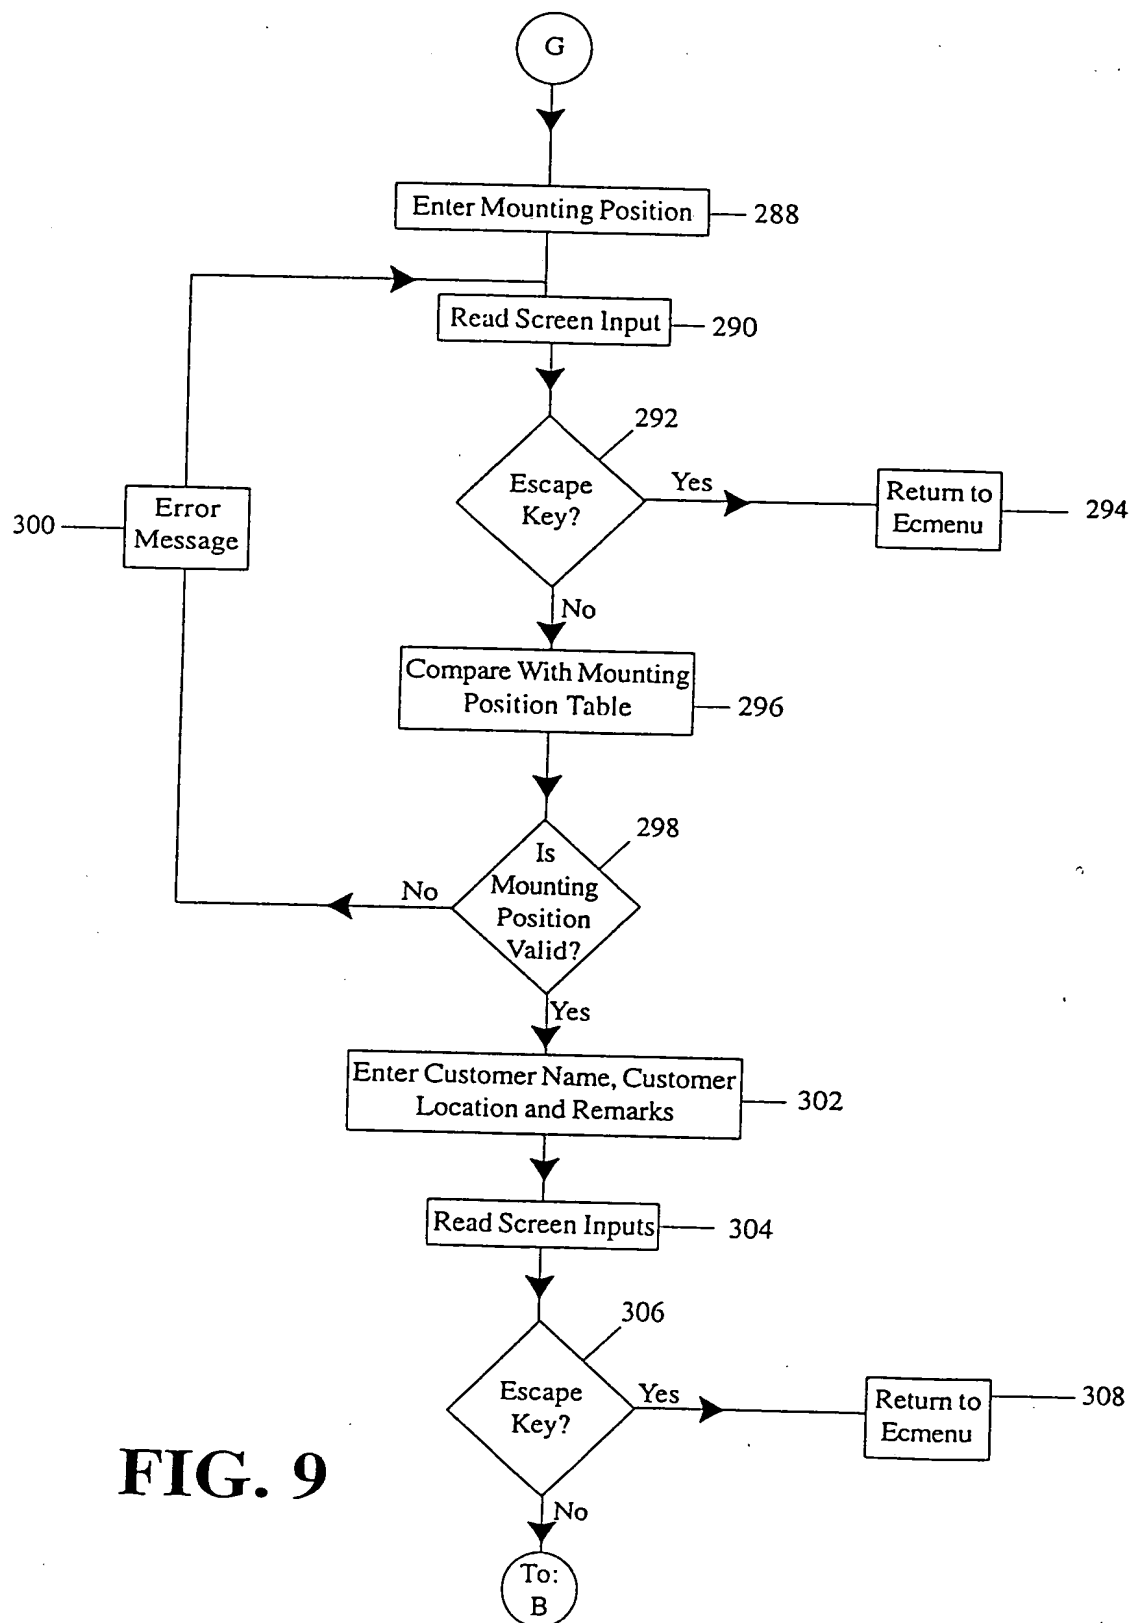 G
Enter Mounting Position
288
Read Screen Input
290
292
Escape
Key?
Yes
Return to
Ecmenu
294
Error
Message
300
No
Compare With Mounting
Position Table
296
298
Is
Mounting
Position
Valid?
No
Yes
Enter Customer Name, Customer
Location and Remarks
302
Read Screen Inputs
304
306
Escape
Key?
Yes
Return to
Ecmenu
308
FIG. 9
No
To:
B